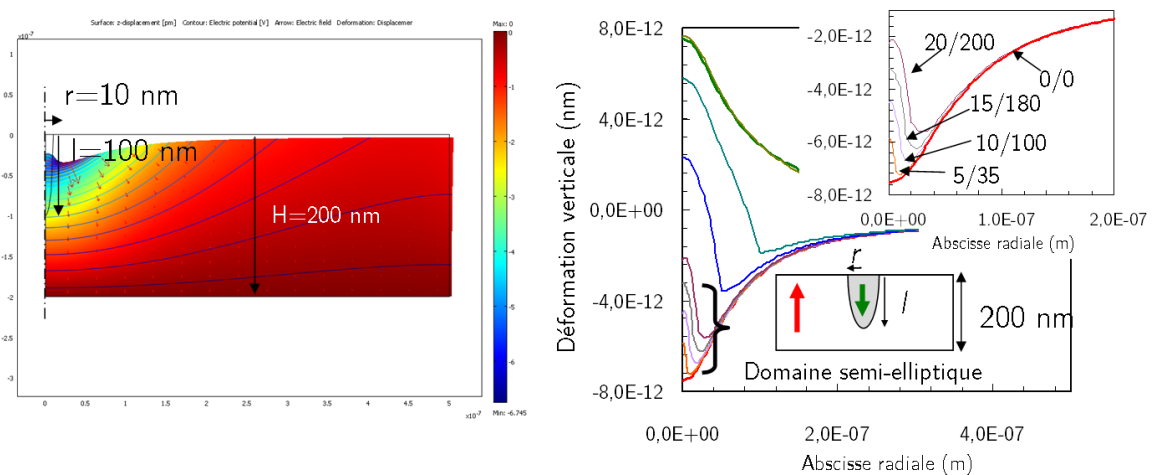 Surface: z-displacement [pm]  Contour: Electric potential [V]  Arrow: Electric field  Deformation: Displacemer
x10⁻⁷
Max: 0
1
0.5
0
-0.5
-1
-1.5
-2
-2.5
-3
r=10 nm
l=100 nm
H=200 nm
0
0.5
1
1.5
2
2.5
3
3.5
4
4.5
5
x10⁻⁷
0
-1
-2
-3
-4
-5
-6
Min: -6.745
Déformation verticale (nm)
8,0E-12
4,0E-12
0,0E+00
-4,0E-12
-8,0E-12
0,0E+00
2,0E-07
4,0E-07
Abscisse radiale (m)
-2,0E-12
-4,0E-12
-6,0E-12
-8,0E-12
20/200
0/0
15/180
10/100
5/35
0,0E+00
1,0E-07
2,0E-07
Abscisse radiale (m)
r
l
200 nm
Domaine semi-elliptique